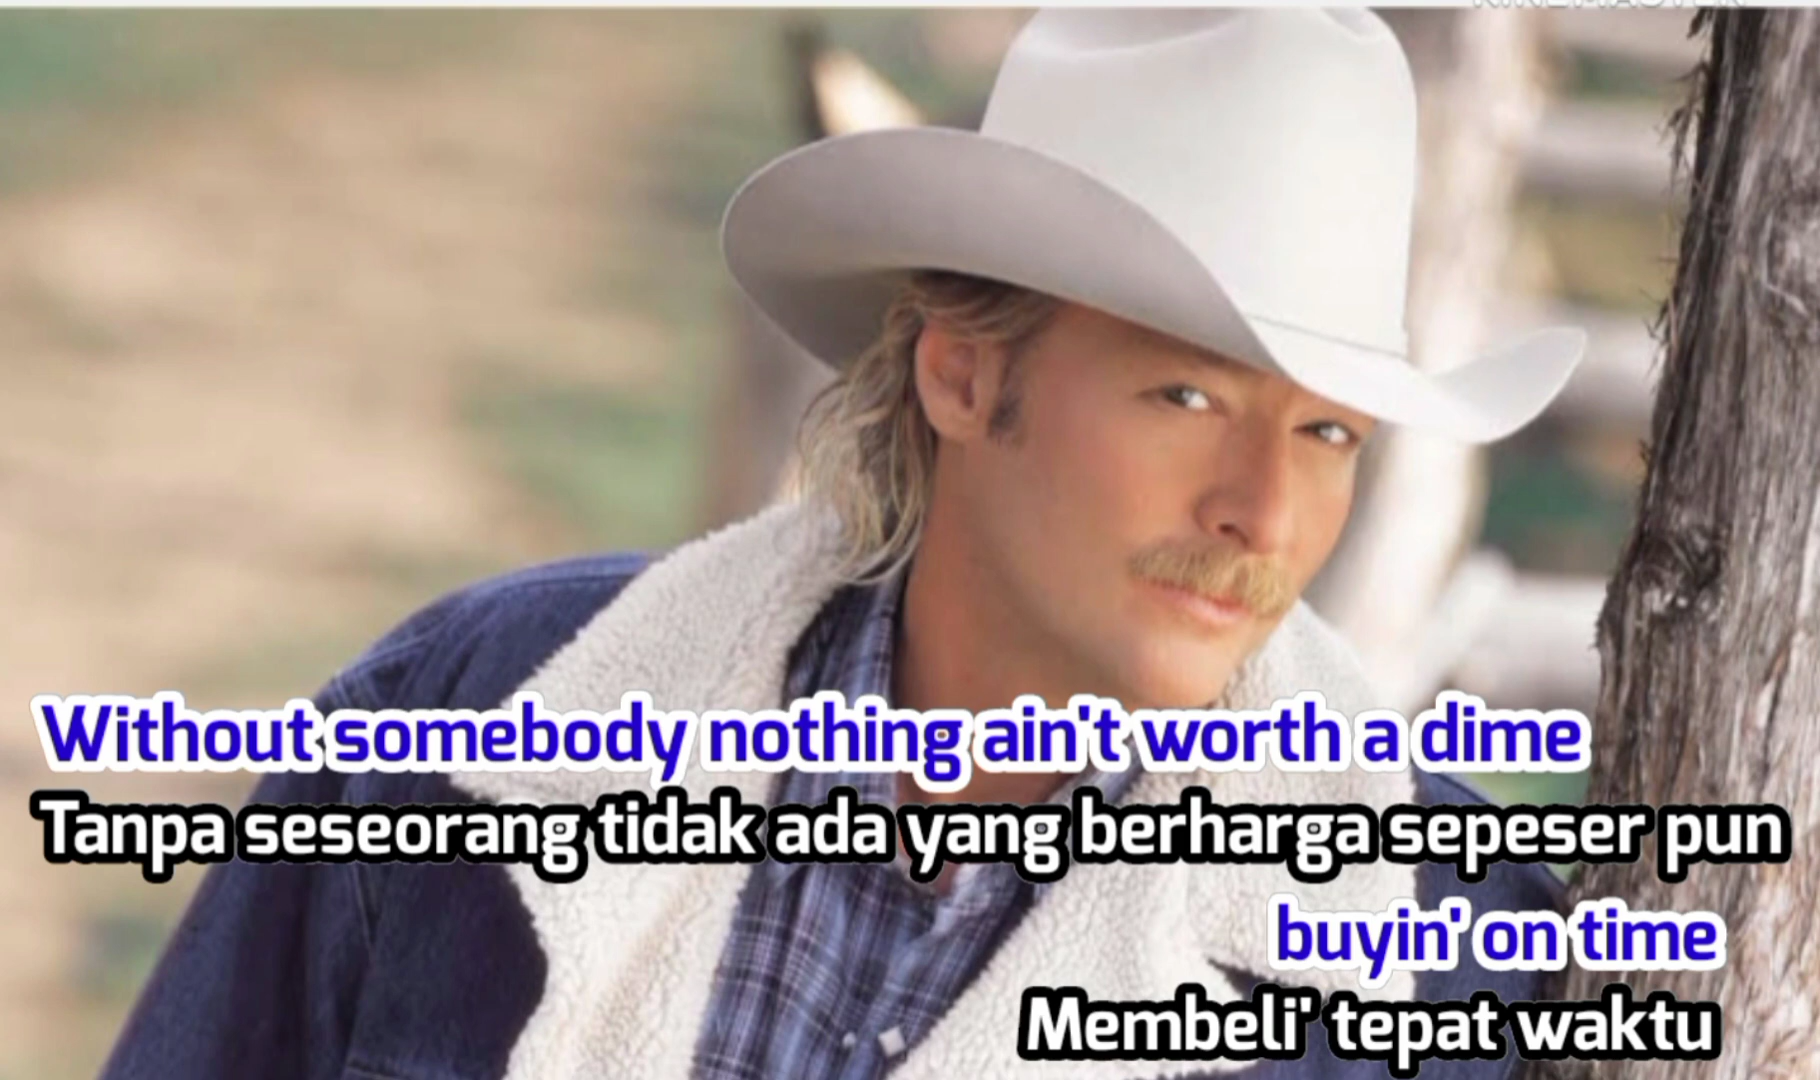 Without somebody nothing ain't worth a dime
Tanpa seseorang tidak ada yang berharga sepeser pun
buyin' on time
Membeli' tepat waktu